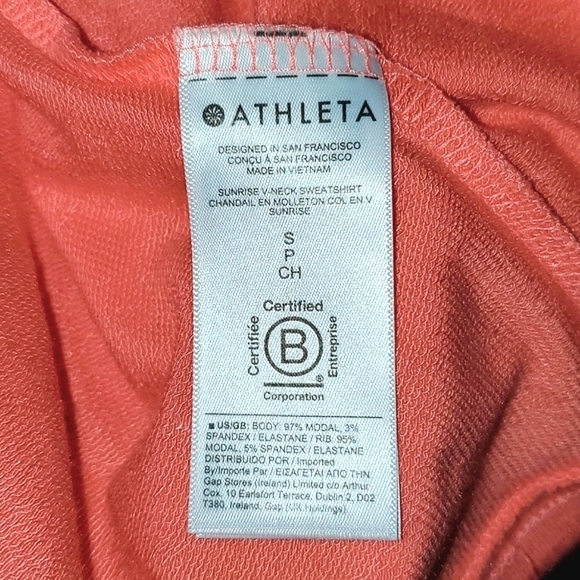 ATHLETA
DESIGNED IN SAN FRANCISCO
CONÇU À SAN FRANCISCO
MADE IN VIETNAM
SUNRISE V-NECK SWEATSHIRT
CHANDAIL EN MOLLETON COL EN V
SUNRISE
S
P
CH
Certified
Certifiée
B
Entreprise
®
Corporation
■ US/GB: BODY: 97% MODAL, 3%
SPANDEX / ELASTANE / RIB: 95%
MODAL, 5% SPANDEX / ELASTANE
DISTRIBUIDO POR / Imported
By/Importe Par / ΕΙΣΑΓΕΤΑΙ ΑΠΟ ΤΗΝ
Gap Stores (Ireland) Limited c/o Arthur
Cox, 10 Earlsfort Terrace, Dublin 2, D02
T380, Ireland, Gap (UK Holdings)